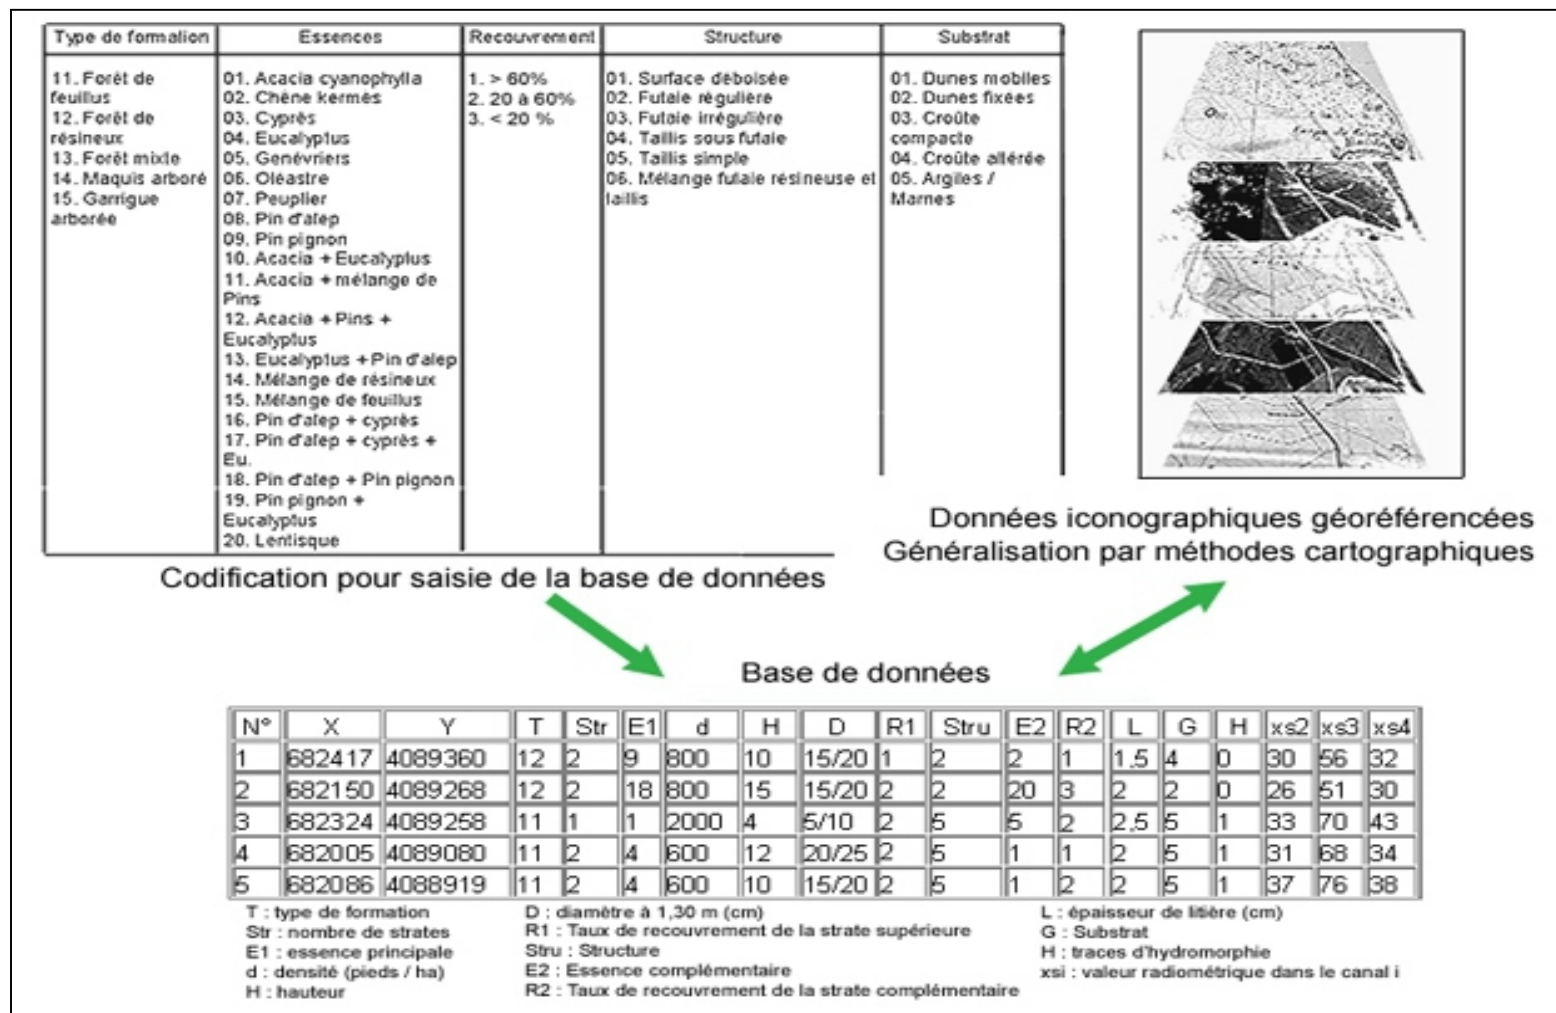 Type de formalion Essences Recouvrement Structure Substrat
11. Forêt de
feuillus
12. Forêt de
résineux
13. Forêt mixte
14. Maquis arboré
15. Garrigue
arborée
01. Acacia cyanophylla
02. Chêne kermès
03. Cyprès
04. Eucalyptus
05. Genévriers
06. Oléastre
07. Peuplier
08. Pin d'alep
09. Pin pignon
10. Acacia + Eucalyplus
11. Acacia + mélange de
Pins
12. Acacia + Pins +
Eucalyptus
13. Eucalyptus + Pin d'alep
14. Mélange de résineux
15. Mélange de feuillus
16. Pin d'alep + cyprès
17. Pin d'alep + cyprès +
Eu.
18. Pin d'alep + Pin pignon
19. Pin pignon +
Eucalyptus
20. Lentisque
1. > 60%
2. 20 à 60%
3. < 20 %
01. Surface déboisée
02. Futaie régulière
03. Futaie irrégulière
04. Taillis sous futaie
05. Taillis simple
06. Mélange futaie résineuse et
taillis
01. Dunes mobiles
02. Dunes fixées
03. Croûte
compacte
04. Croûte altérée
05. Argiles /
Marnes
Données iconographiques géoréférencées
Généralisation par méthodes cartographiques
Codification pour saisie de la base de données
Base de données
N° X Y T Str E1 d H D R1 Stru E2 R2 L G H xs2 xs3 xs4
1 682417 4089360 12 2 9 800 10 15/20 1 2 2 1 1,5 4 0 30 56 32
2 682150 4089268 12 2 18 800 15 15/20 2 2 20 3 2 2 0 26 51 30
3 682324 4089258 11 1 1 2000 4 5/10 2 5 5 2 2,5 5 1 33 70 43
4 682005 4089080 11 2 4 600 12 20/25 2 5 1 1 2 5 1 31 68 34
5 682086 4088919 11 2 4 600 10 15/20 2 5 1 2 2 5 1 37 76 38
T : type de formation
Str : nombre de strates
E1 : essence principale
d : densité (pieds / ha)
H : hauteur
D : diamètre à 1,30 m (cm)
R1 : Taux de recouvrement de la strate supérieure
Stru : Structure
E2 : Essence complémentaire
R2 : Taux de recouvrement de la strate complémentaire
L : épaisseur de litière (cm)
G : Substrat
H : traces d'hydromorphie
xsi : valeur radiométrique dans le canal i